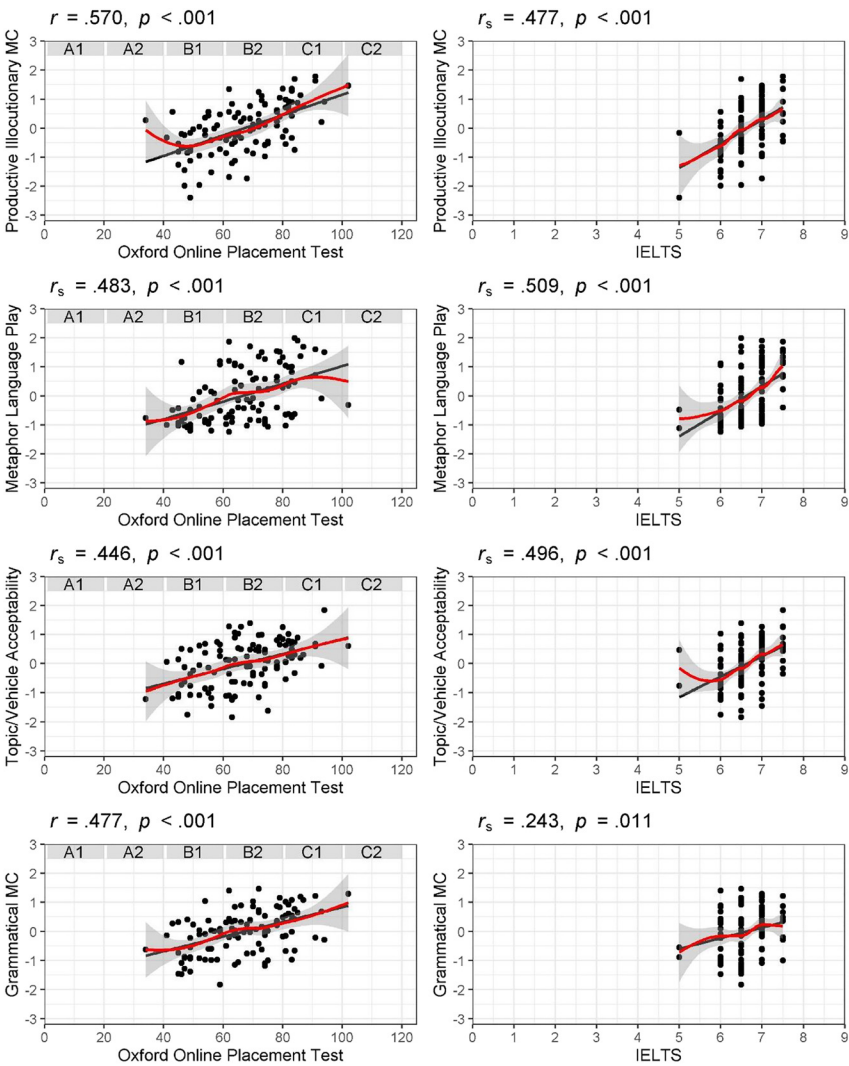 r = .570, p < .001
A1 A2 B1 B2 C1 C2
Productive Illocutionary MC
3
2
1
0
-1
-2
-3
0 20 40 60 80 100 120
Oxford Online Placement Test
rs = .477, p < .001
3
2
1
0
-1
-2
-3
0 1 2 3 4 5 6 7 8 9
IELTS
rs = .483, p < .001
A1 A2 B1 B2 C1 C2
Metaphor Language Play
3
2
1
0
-1
-2
-3
0 20 40 60 80 100 120
Oxford Online Placement Test
rs = .509, p < .001
Metaphor Language Play
3
2
1
0
-1
-2
-3
0 1 2 3 4 5 6 7 8 9
IELTS
rs = .446, p < .001
A1 A2 B1 B2 C1 C2
Topic/Vehicle Acceptability
3
2
1
0
-1
-2
-3
0 20 40 60 80 100 120
Oxford Online Placement Test
rs = .496, p < .001
Topic/Vehicle Acceptability
3
2
1
0
-1
-2
-3
0 1 2 3 4 5 6 7 8 9
IELTS
r = .477, p < .001
A1 A2 B1 B2 C1 C2
Grammatical MC
3
2
1
0
-1
-2
-3
0 20 40 60 80 100 120
Oxford Online Placement Test
rs = .243, p = .011
Grammatical MC
3
2
1
0
-1
-2
-3
0 1 2 3 4 5 6 7 8 9
IELTS
Productive Illocutionary MC